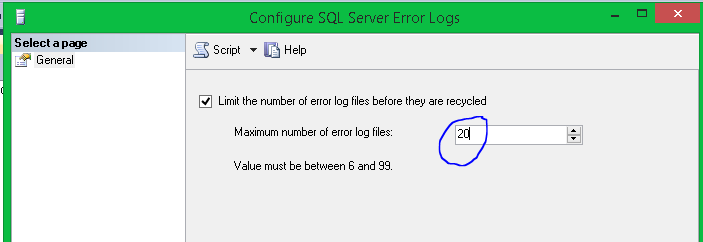 Configure SQL Server Error Logs
Select a page
General
Script Help
Limit the number of error log files before they are recycled
Maximum number of error log files: 20
Value must be between 6 and 99.